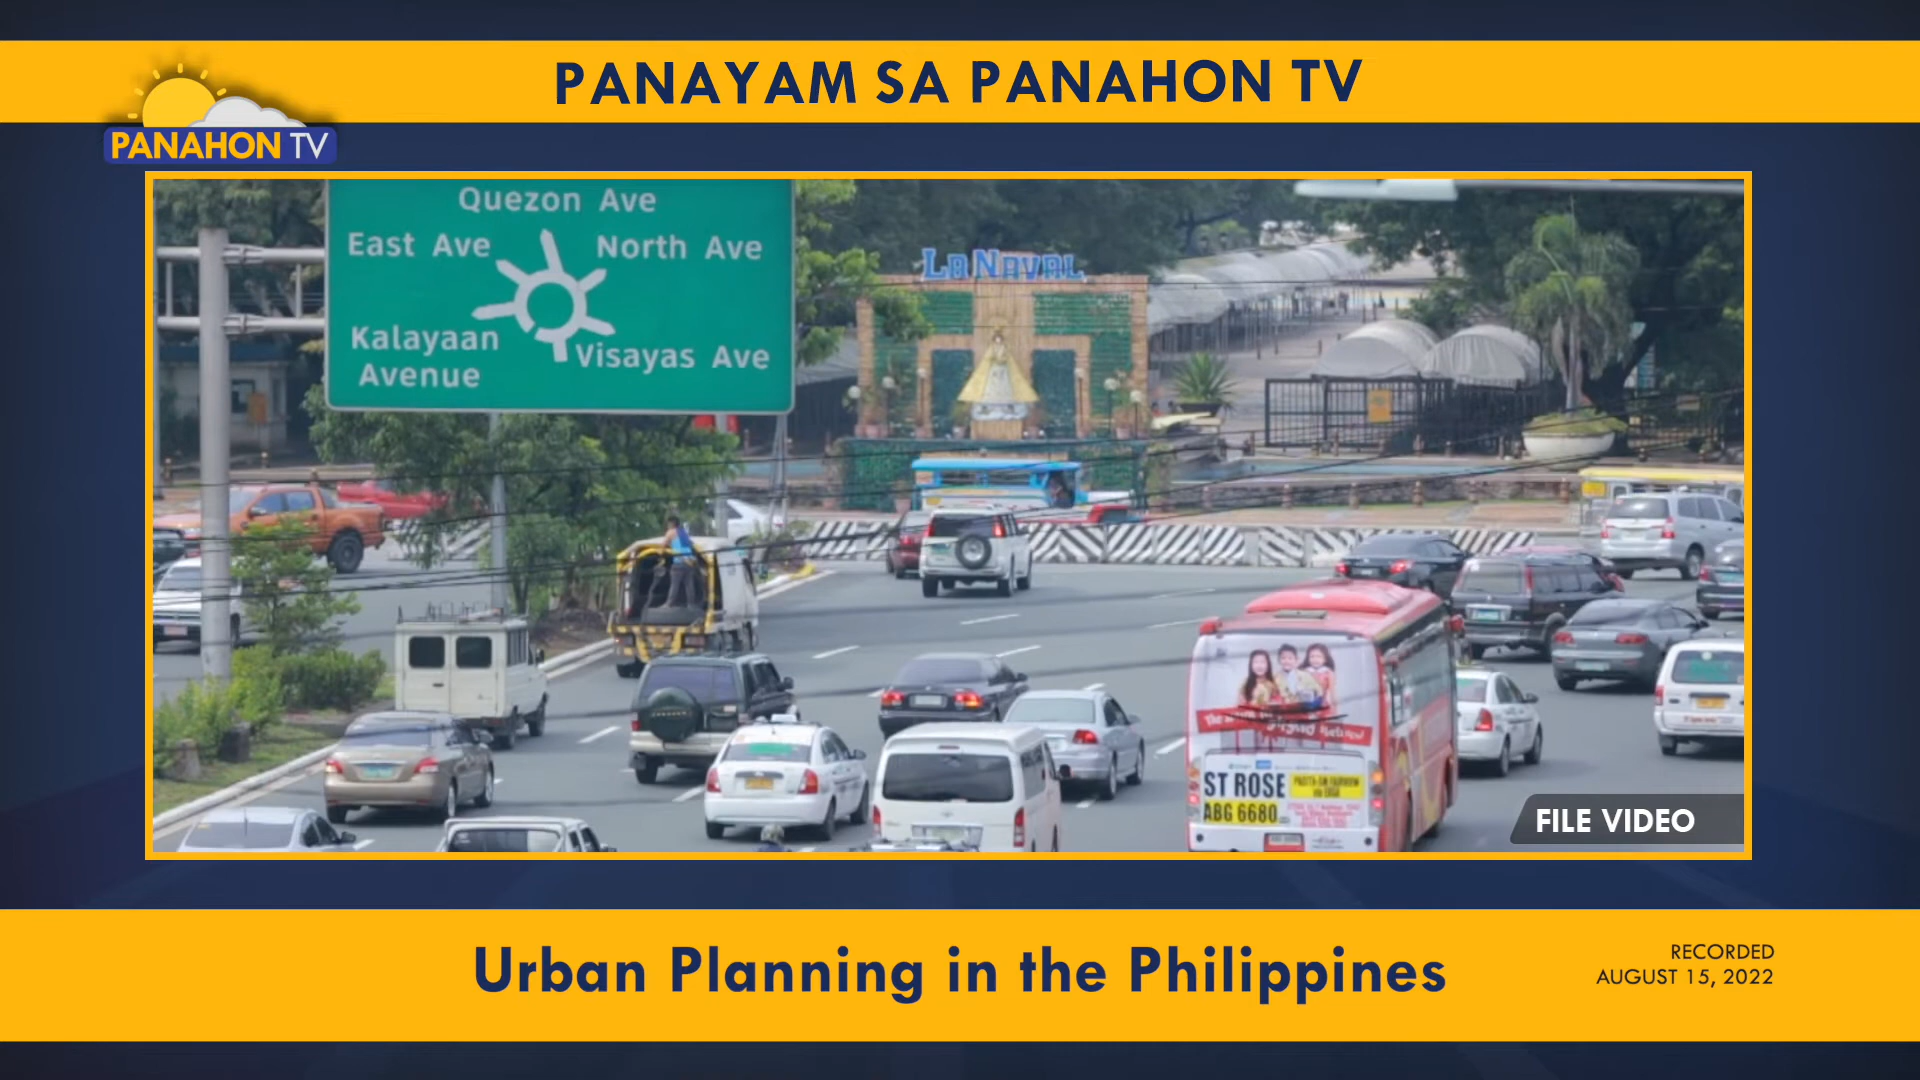 PANAYAM SA PANAHON TV
PANAHON TV
Quezon Ave
East Ave
North Ave
Kalayaan
Avenue
Visayas Ave
LA NAVAL
ST ROSE
ABG 6680
FILE VIDEO
Urban Planning in the Philippines
RECORDED
AUGUST 15, 2022